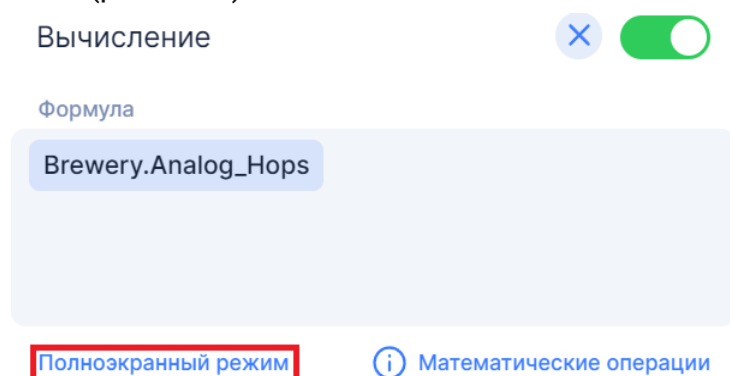 Вычисление
Формула
Brewery.Analog_Hops
Полноэкранный режим
Математические операции